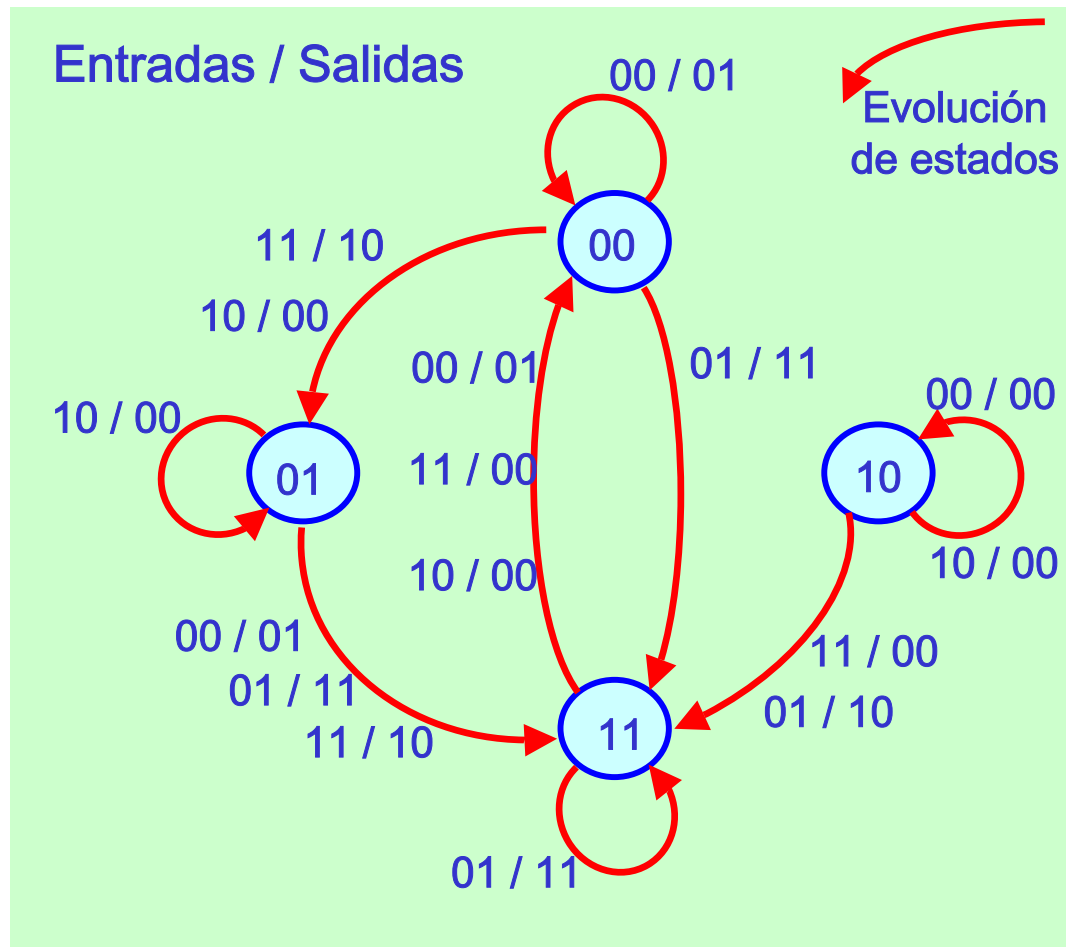 Entradas / Salidas
00 / 01
Evolución
de estados
11 / 10
00
10 / 00
00 / 01
01 / 11
10 / 00
00 / 00
01
11 / 00
10
10 / 00
10 / 00
00 / 01
11 / 00
01 / 11
01 / 10
11 / 10
11
01 / 11